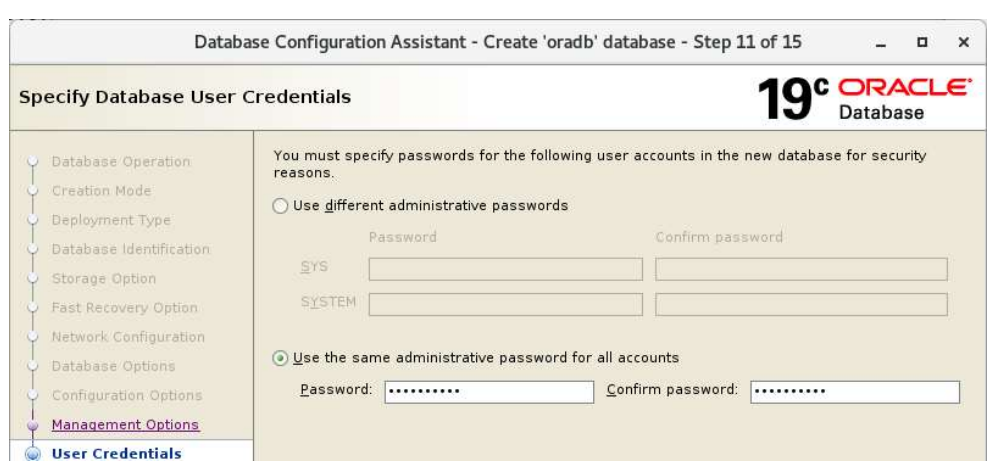 Database Configuration Assistant - Create 'oradb' database - Step 11 of 15
Specify Database User Credentials
19c ORACLE
Database
Database Operation
Creation Mode
Deployment Type
Database Identification
Storage Option
Fast Recovery Option
Network Configuration
Database Options
Configuration Options
Management Options
User Credentials
You must specify passwords for the following user accounts in the new database for security
reasons.
Use different administrative passwords
Password Confirm password
SYS
SYSTEM
Use the same administrative password for all accounts
Password: •••••••••• Confirm password: ••••••••••